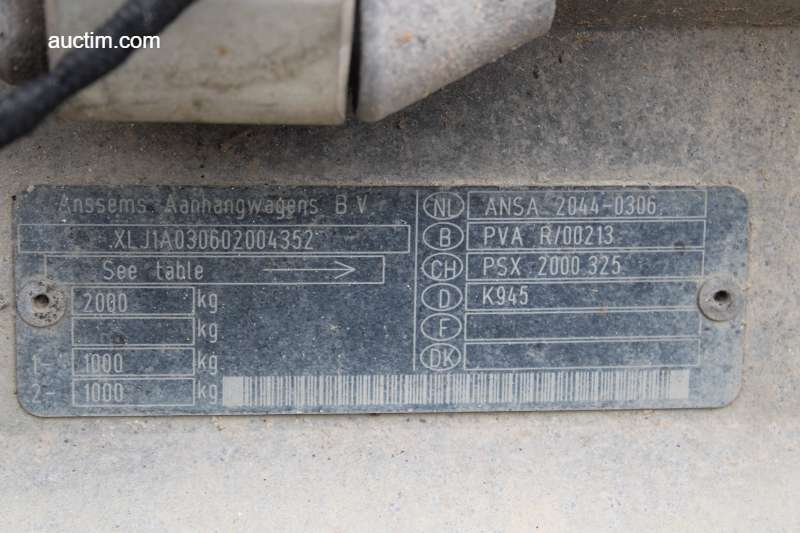 auctim.com
Anssems Aanhangwagens B.V
XLJ1A030602004352
See table
2000 kg
kg
1- 1000 kg
2- 1000 kg
NL ANSA 2044-0306
B PVA R/00213
CH PSX 2000 325
D K945
F
DK